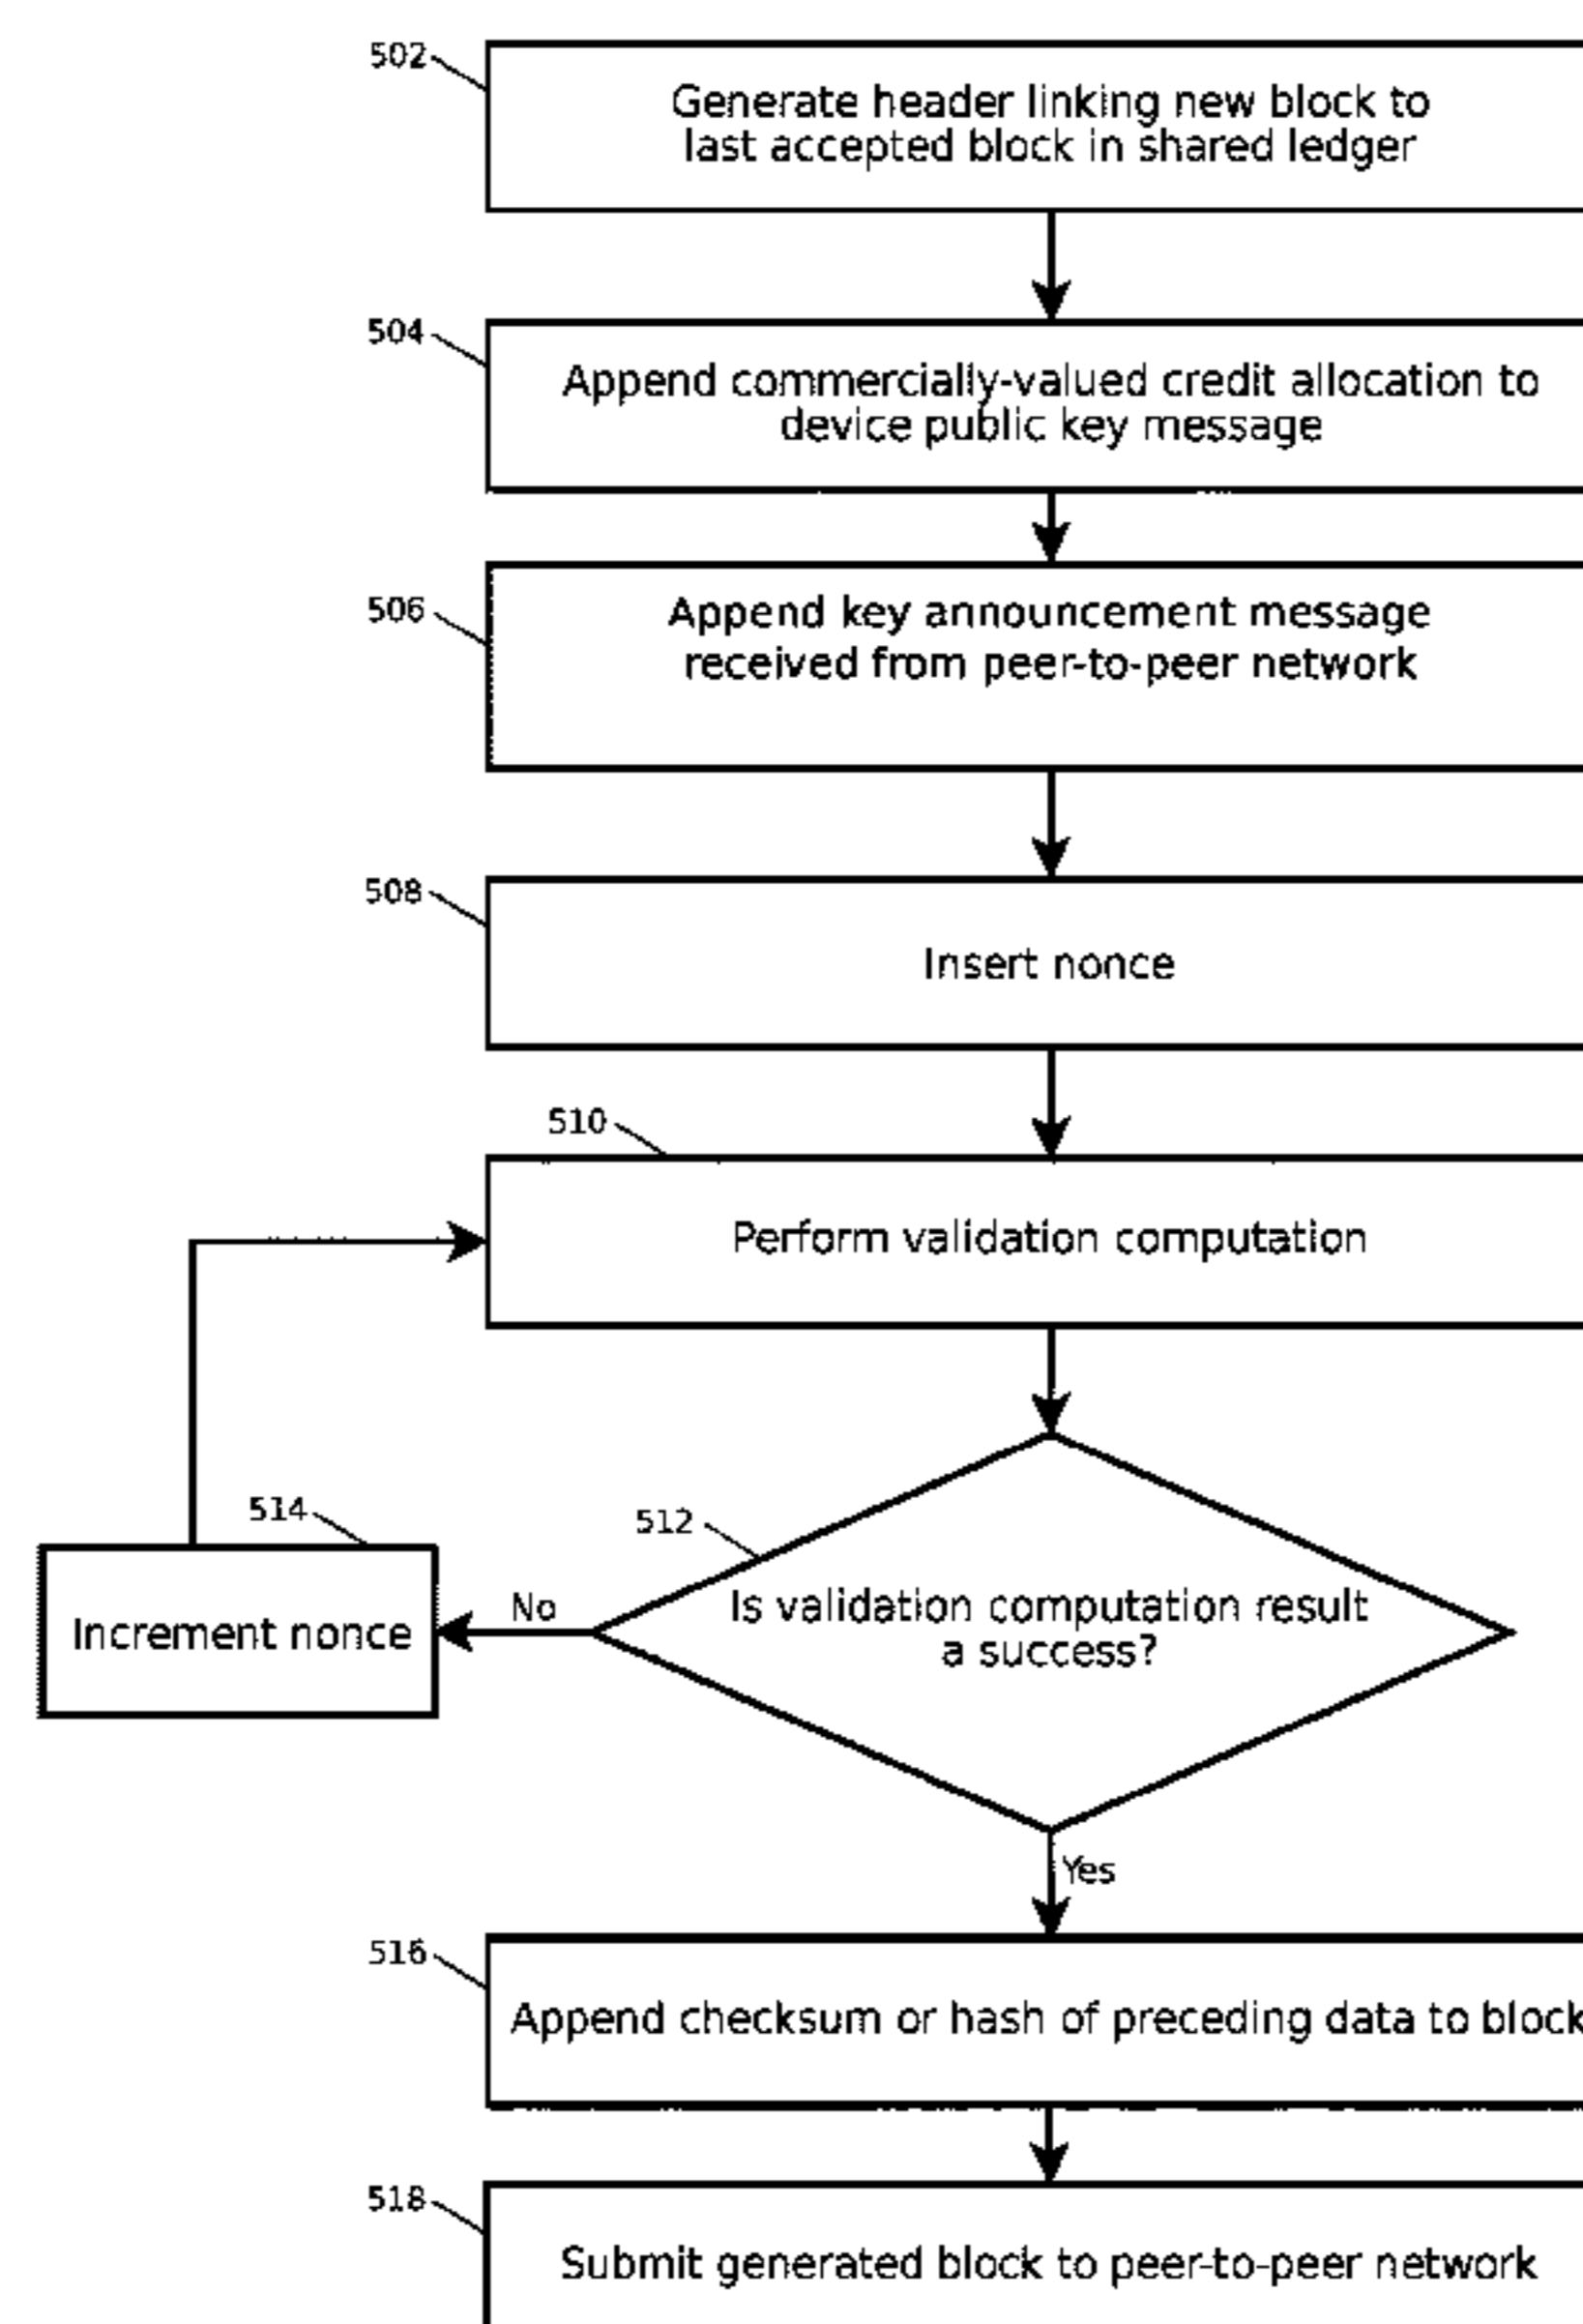 502
Generate header linking new block to
last accepted block in shared ledger
504
Append commercially-valued credit allocation to
device public key message
506
Append key announcement message
received from peer-to-peer network
508
Insert nonce
510
Perform validation computation
514
512
Increment nonce
No
Is validation computation result
a success?
Yes
516
Append checksum or hash of preceding data to block
518
Submit generated block to peer-to-peer network